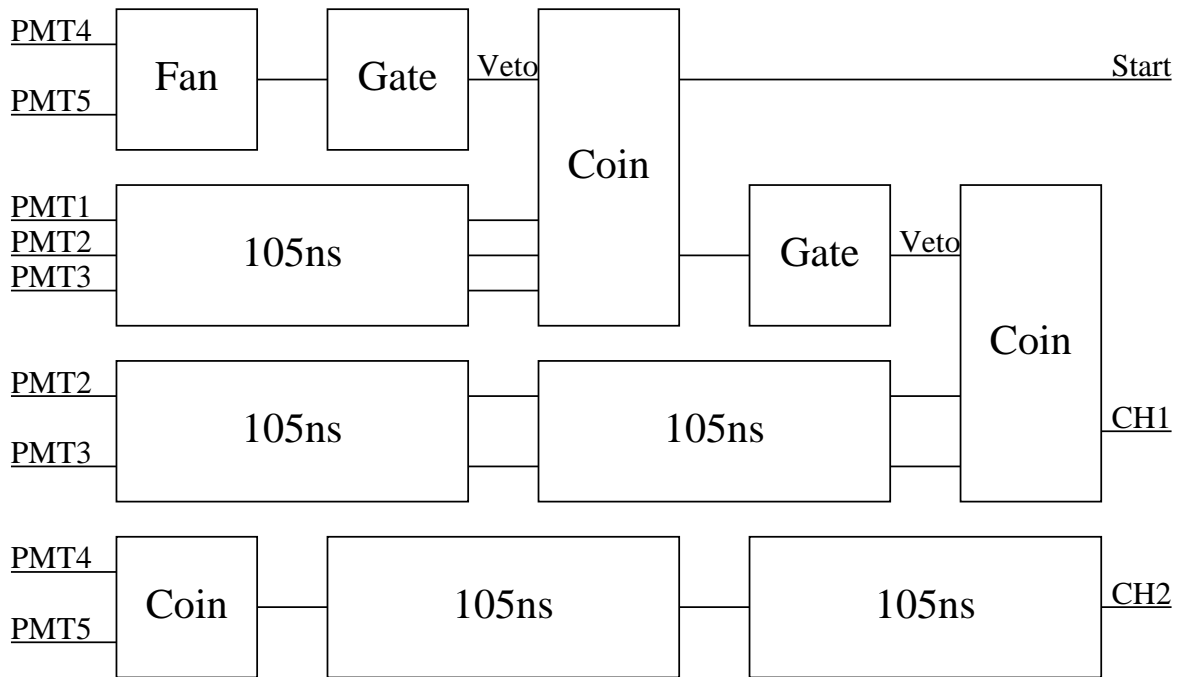 PMT4
PMT5
Fan
Gate
Veto
Coin
Start
PMT1
PMT2
PMT3
105ns
Gate
Veto
Coin
PMT2
PMT3
105ns
105ns
CH1
PMT4
PMT5
Coin
105ns
105ns
CH2